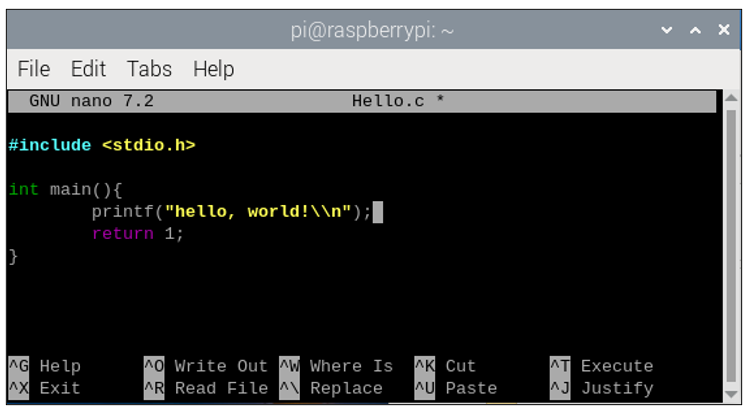 pi@raspberrypi: ~
File Edit Tabs Help
GNU nano 7.2 Hello.c *
#include <stdio.h>
int main(){
printf("hello, world!\\n");
return 1;
}
^G Help ^O Write Out ^W Where Is ^K Cut ^T Execute
^X Exit ^R Read File ^\ Replace ^U Paste ^J Justify